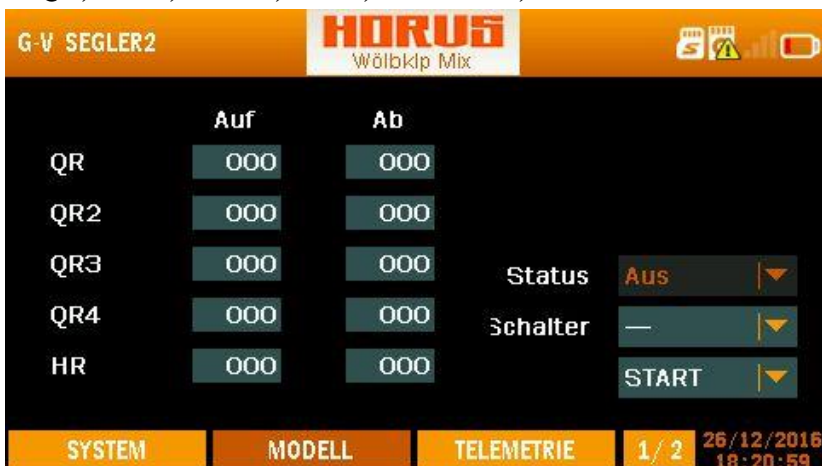 G-V SEGLER2 HORUS
Wölbklp Mix
Auf Ab
QR 000 000
QR2 000 000
QR3 000 000
Status Aus
QR4 000 000
Schalter —
HR 000 000
START
SYSTEM MODELL TELEMETRIE 1/2 26/12/2016
18:20:59